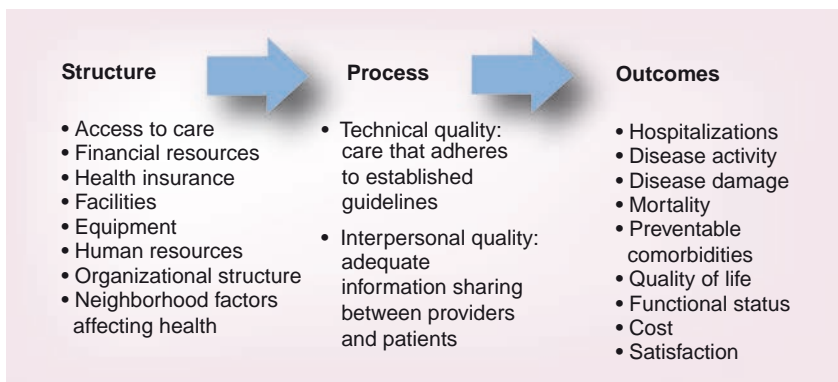 Structure
• Access to care
• Financial resources
• Health insurance
• Facilities
• Equipment
• Human resources
• Organizational structure
• Neighborhood factors
affecting health
Process
• Technical quality:
care that adheres
to established
guidelines
• Interpersonal quality:
adequate
information sharing
between providers
and patients
Outcomes
• Hospitalizations
• Disease activity
• Disease damage
• Mortality
• Preventable
comorbidities
• Quality of life
• Functional status
• Cost
• Satisfaction